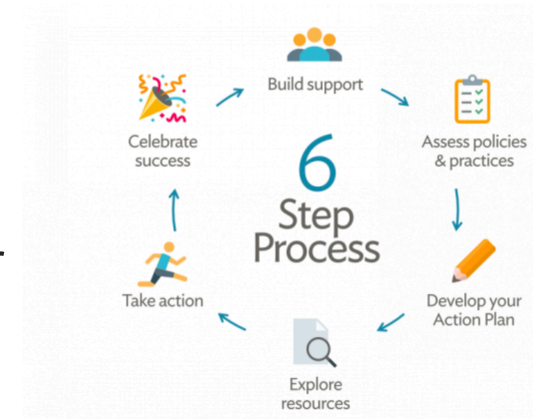 Build support
Assess policies
& practices
Develop your
Action Plan
Explore
resources
Take action
Celebrate
success
6
Step
Process